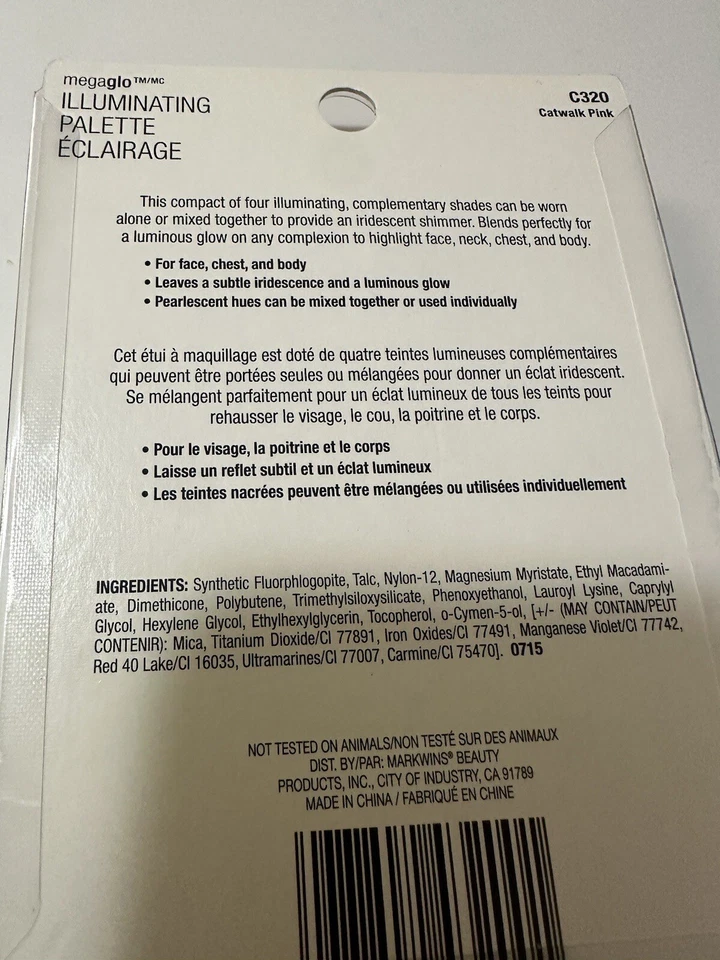 megaglo™/MC
ILLUMINATING
PALETTE
ÉCLAIRAGE
C320
Catwalk Pink
This compact of four illuminating, complementary shades can be worn
alone or mixed together to provide an iridescent shimmer. Blends perfectly for
a luminous glow on any complexion to highlight face, neck, chest, and body.
• For face, chest, and body
• Leaves a subtle iridescence and a luminous glow
• Pearlescent hues can be mixed together or used individually
Cet étui à maquillage est doté de quatre teintes lumineuses complémentaires
qui peuvent être portées seules ou mélangées pour donner un éclat iridescent.
Se mélangent parfaitement pour un éclat lumineux de tous les teints pour
rehausser le visage, le cou, la poitrine et le corps.
• Pour le visage, la poitrine et le corps
• Laisse un reflet subtil et un éclat lumineux
• Les teintes nacrées peuvent être mélangées ou utilisées individuellement
INGREDIENTS: Synthetic Fluorphlogopite, Talc, Nylon-12, Magnesium Myristate, Ethyl Macadami-
ate, Dimethicone, Polybutene, Trimethylsiloxysilicate, Phenoxyethanol, Lauroyl Lysine, Caprylyl
Glycol, Hexylene Glycol, Ethylhexylglycerin, Tocopherol, o-Cymen-5-ol, [+/- (MAY CONTAIN/PEUT
CONTENIR): Mica, Titanium Dioxide/CI 77891, Iron Oxides/CI 77491, Manganese Violet/CI 77742,
Red 40 Lake/CI 16035, Ultramarines/CI 77007, Carmine/CI 75470]. 0715
NOT TESTED ON ANIMALS/NON TESTÉ SUR DES ANIMAUX
DIST. BY/PAR: MARKWINS® BEAUTY
PRODUCTS, INC., CITY OF INDUSTRY, CA 91789
MADE IN CHINA / FABRIQUÉ EN CHINE